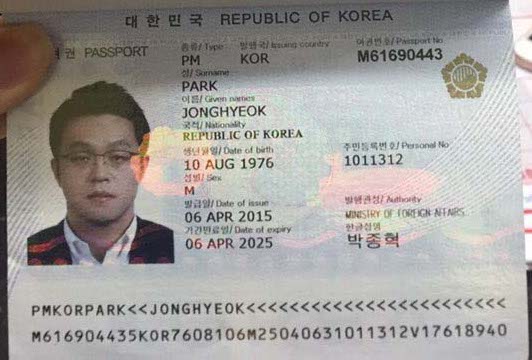 대한민국 REPUBLIC OF KOREA
권 PASSPORT
종류/ Type 발행국/ Issuing country 여권번호/ Passport No
PM KOR M61690443
성/ Surname
PARK
이름/ Given names
JONGHYEOK
국적/ Nationality
REPUBLIC OF KOREA
생년월일/ Date of birth 주민등록번호/ Personal No
10 AUG 1976 1011312
성별/ Sex
M
발급일/ Date of issue 발행관청/ Authority
06 APR 2015 MINISTRY OF FOREIGN AFFAIRS
기간만료일/ Date of expiry 한글성명
06 APR 2025 박종혁
PMKORPARK<<JONGHYEOK<<<<<<<<<<<<<<<<<<<<<<<<
M616904435KOR7608106M25040631011312V17618940